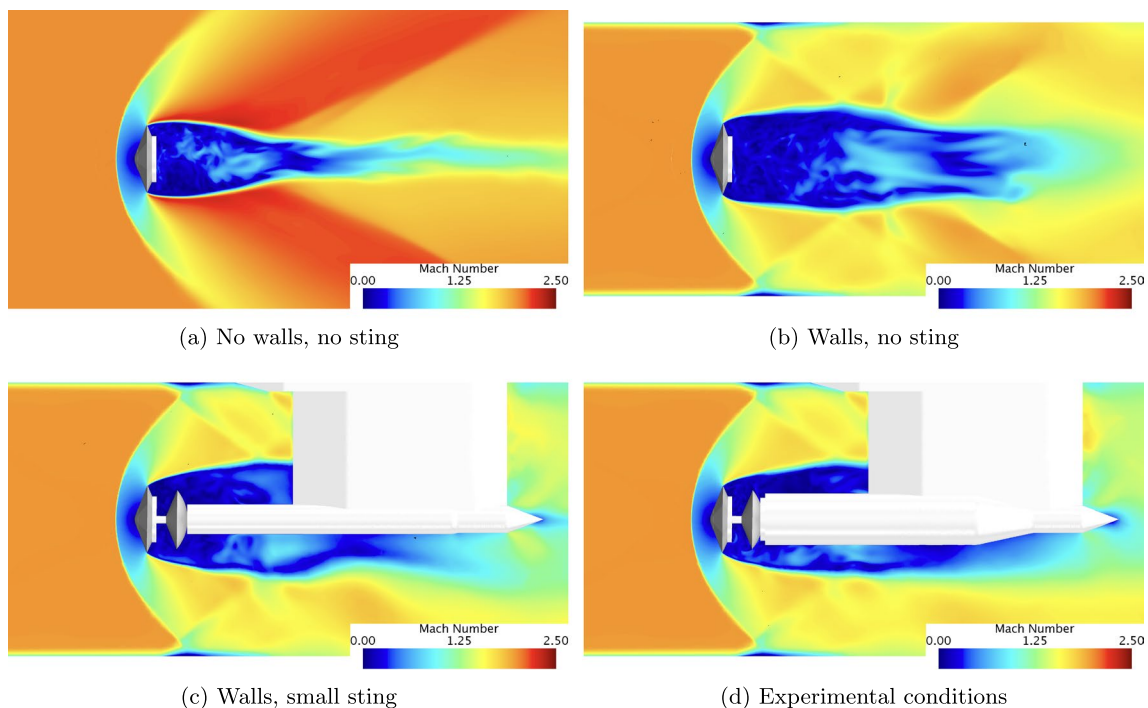 Mach Number
0.00 1.25 2.50
Mach Number
0.00 1.25 2.50
(a) No walls, no sting
(b) Walls, no sting
Mach Number
0.00 1.25 2.50
Mach Number
0.00 1.25 2.50
(c) Walls, small sting
(d) Experimental conditions